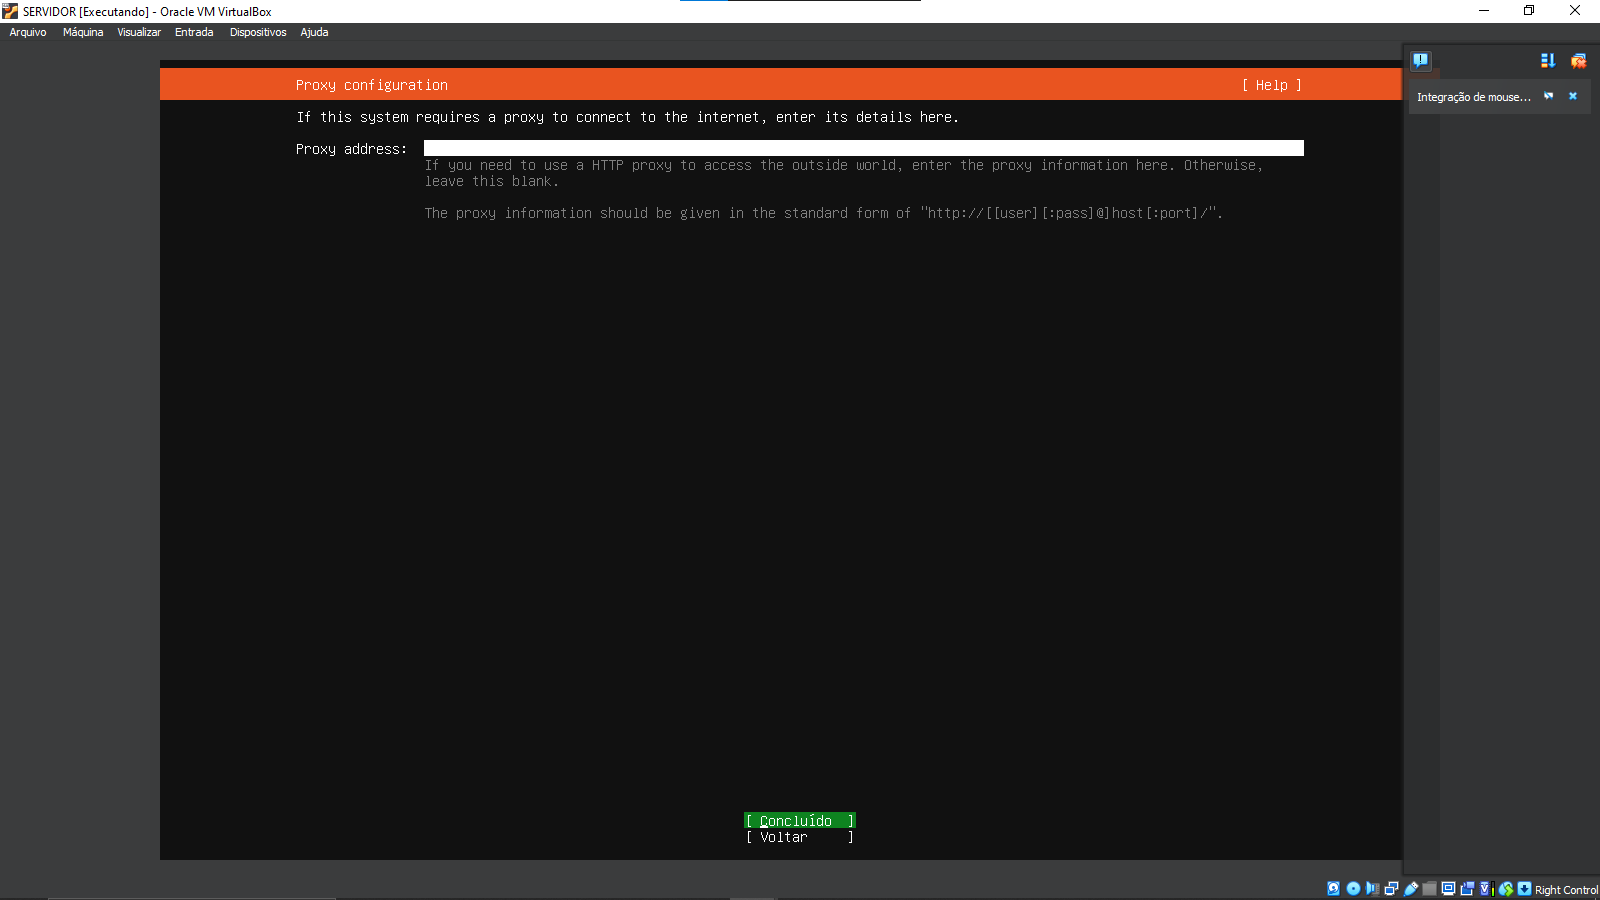 SERVIDOR [Executando] - Oracle VM VirtualBox
Arquivo Máquina Visualizar Entrada Dispositivos Ajuda
Proxy configuration [ Help ]
Integração de mouse...
If this system requires a proxy to connect to the internet, enter its details here.
Proxy address:
If you need to use a HTTP proxy to access the outside world, enter the proxy information here. Otherwise,
leave this blank.
The proxy information should be given in the standard form of "http://[[user][:pass]@]host[:port]/".
[ Concluído ]
[ Voltar ]
Right Control